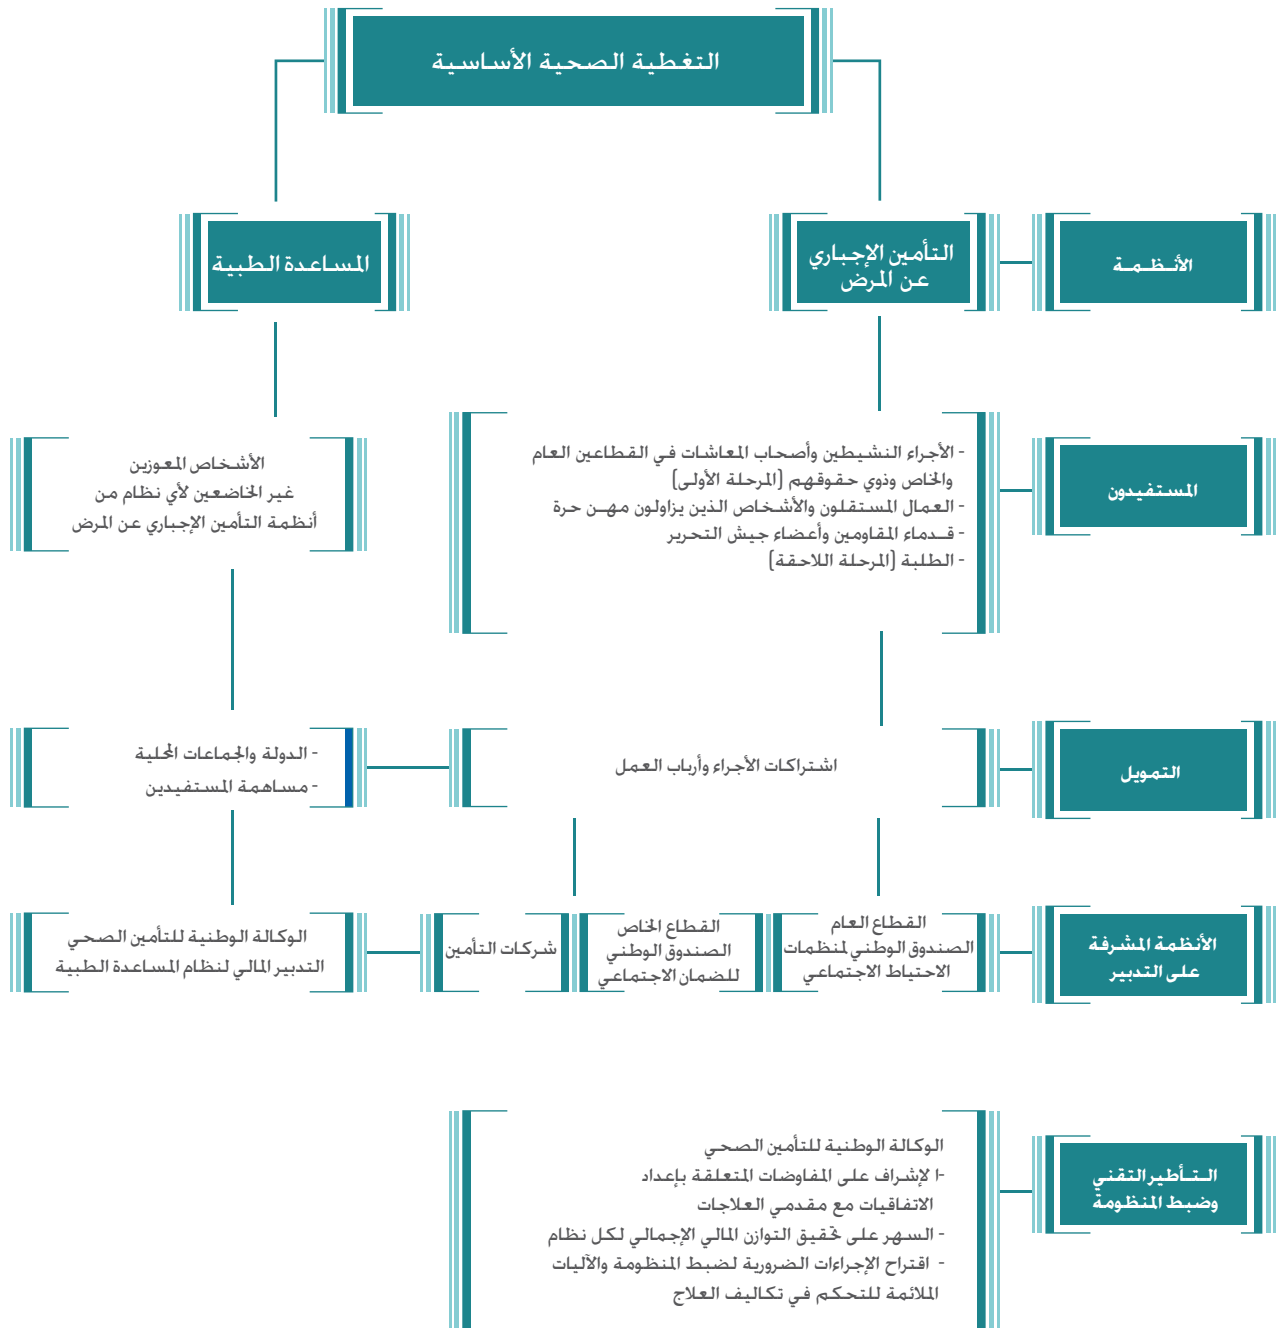 التغطية الصحية الأساسية
الأنـظـمـة
التأمين الإجباري
عن المرض
المساعدة الطبية
المستفيدون
- الأجراء النشيطين وأصحاب المعاشات في القطاعين العام
والخاص وذوي حقوقهم (المرحلة الأولى)
- العمال المستقلون والأشخاص الذين يزاولون مهـن حرة
- قـدماء المقاومين وأعضاء جيش التحرير
- الطلبة (المرحلة اللاحقة)
الأشخاص المعوزين
غير الخاضعين لأي نظام من
أنظمة التأمين الإجباري عن المرض
التمويل
اشتراكات الأجراء وأرباب العمل
- الدولة والجماعات المحلية
- مساهمة المستفيدين
الأنظمة المشرفة
على التدبير
القطاع العام
الصندوق الوطني لمنظمات
الاحتياط الاجتماعي
القطاع الخاص
الصندوق الوطني
للضمان الاجتماعي
شركات التأمين
الوكالة الوطنية للتأمين الصحي
التدبير المالي لنظام المساعدة الطبية
الـتـأطير التقني
وضبط المنظومة
الوكالة الوطنية للتأمين الصحي
-ا لإشراف على المفاوضات المتعلقة بإعداد
الاتفاقيات مع مقدمي العلاجات
- السهر على تحقيق التوازن المالي الإجمالي لكل نظام
- اقتراح الإجراءات الضرورية لضبط المنظومة والآليات
الملائمة للتحكم في تكاليف العلاج